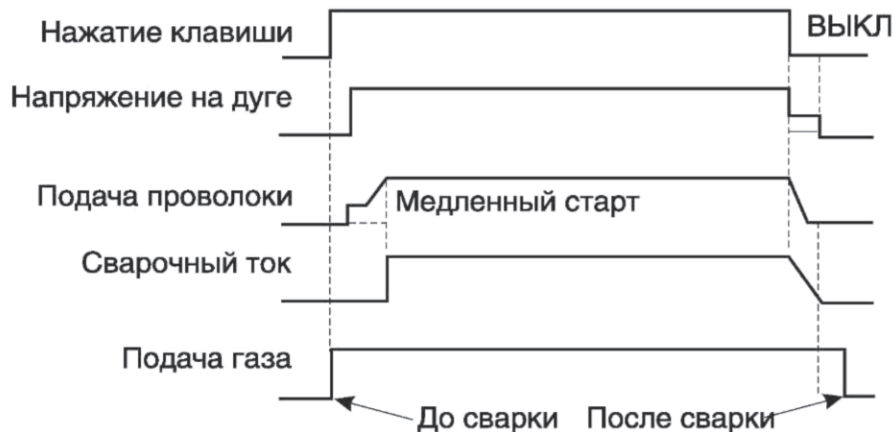 Нажатие клавиши
ВЫКЛ
Напряжение на дуге
Подача проволоки
Медленный старт
Сварочный ток
Подача газа
До сварки
После сварки